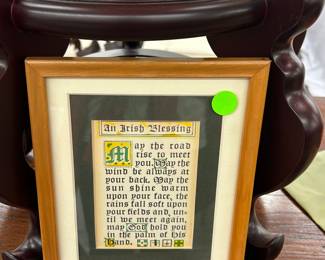 An Irish Blessing
May the road
rise to meet
you. May the
wind be always at
your back. May the
sun shine warm
upon your face, the
rains fall soft upon
your fields and, un-
til we meet again,
may God hold you
in the palm of his
hand.